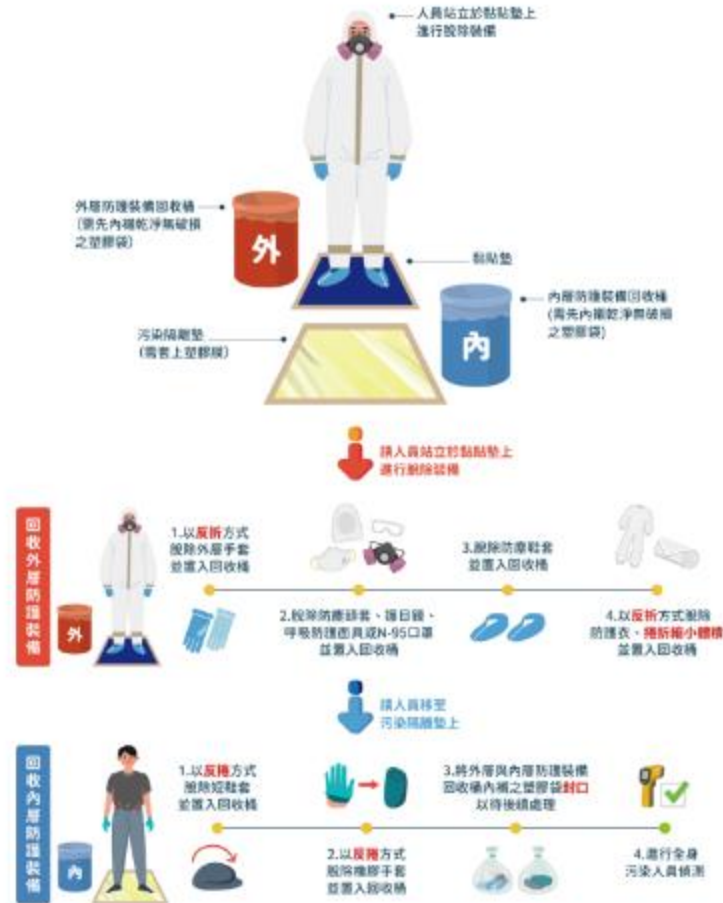 人員站立於黏貼墊上
進行脫除裝備
外層防護裝備回收桶
(需先內襯乾淨無破損
之塑膠袋)
外
黏貼墊
內層防護裝備回收桶
(需先內襯乾淨無破損
之塑膠袋)
內
污染隔離墊
(需套上塑膠膜)
請人員站立於黏貼墊上
進行脫除裝備
回收外層防護裝備
外
1.以反折方式
脫除外層手套
並置入回收桶
2.脫除防塵頭套、護目鏡、
呼吸防護面具或N-95口罩
並置入回收桶
3.脫除防塵鞋套
並置入回收桶
4.以反折方式脫除
防護衣、捲折縮小體積
並置入回收桶
請人員移至
污染隔離墊上
回收內層防護裝備
內
1.以反捲方式
脫除短鞋套
並置入回收桶
2.以反捲方式
脫除橡膠手套
並置入回收桶
3.將外層與內層防護裝備
回收桶內襯之塑膠袋封口
以待後續處理
4.進行全身
污染人員偵測